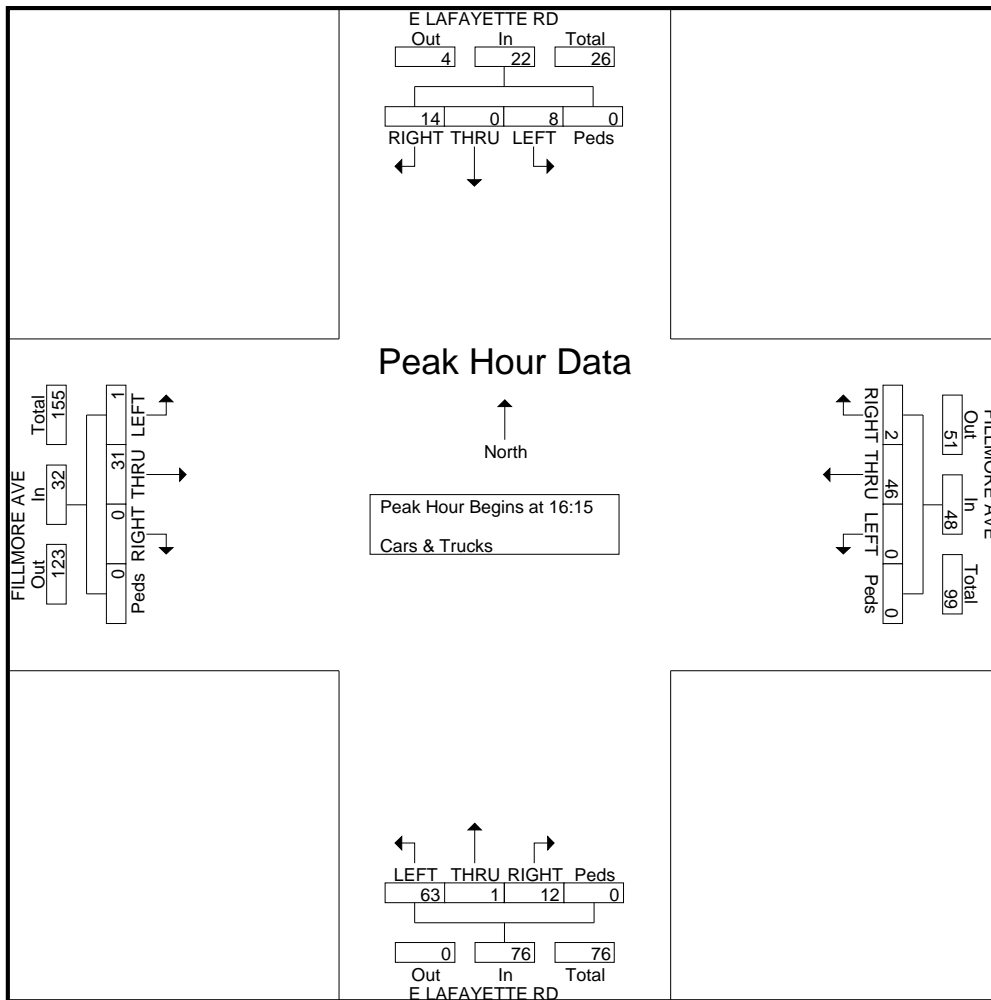 E LAFAYETTE RD
Out In Total
4 22 26
14 0 8 0
RIGHT THRU LEFT Peds
Peak Hour Data
North
Peak Hour Begins at 16:15
Cars & Trucks
FILLMORE AVE
Out In Total
123 32 155
1 31 0 0
LEFT THRU RIGHT Peds
FILLMORE AVE
Out In Total
51 48 99
2 46 0 0
RIGHT THRU LEFT Peds
LEFT THRU RIGHT Peds
63 1 12 0
0 76 76
Out In Total
E LAFAYETTE RD